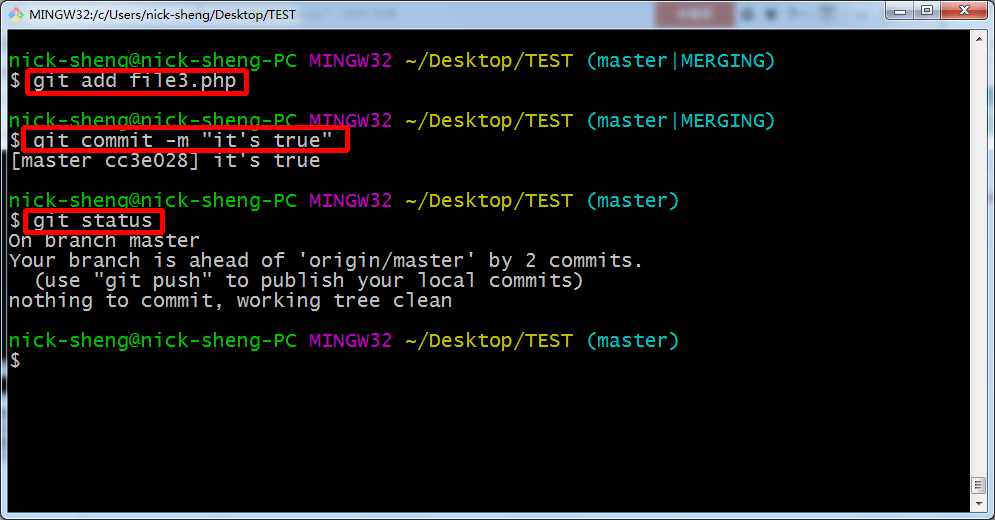 MINGW32:/c/Users/nick-sheng/Desktop/TEST
nick-sheng@nick-sheng-PC MINGW32 ~/Desktop/TEST (master|MERGING)
$ git add file3.php
nick-sheng@nick-sheng-PC MINGW32 ~/Desktop/TEST (master|MERGING)
$ git commit -m "it's true"
[master cc3e028] it's true
nick-sheng@nick-sheng-PC MINGW32 ~/Desktop/TEST (master)
$ git status
On branch master
Your branch is ahead of 'origin/master' by 2 commits.
  (use "git push" to publish your local commits)
nothing to commit, working tree clean
nick-sheng@nick-sheng-PC MINGW32 ~/Desktop/TEST (master)
$